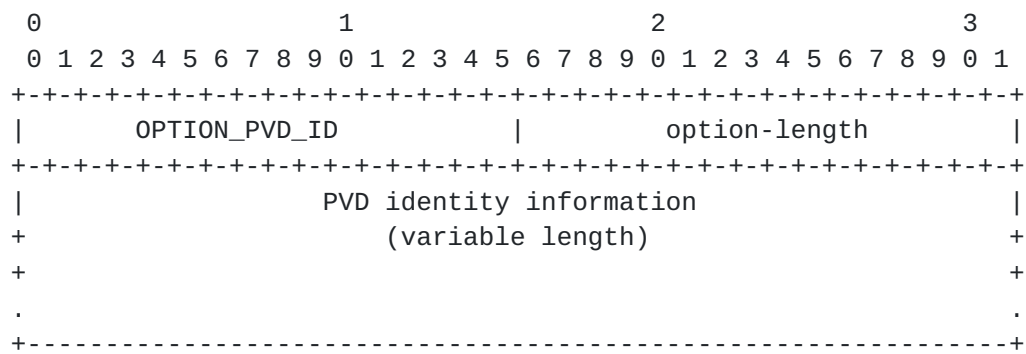 0                   1                   2                   3
 0 1 2 3 4 5 6 7 8 9 0 1 2 3 4 5 6 7 8 9 0 1 2 3 4 5 6 7 8 9 0 1
+-+-+-+-+-+-+-+-+-+-+-+-+-+-+-+-+-+-+-+-+-+-+-+-+-+-+-+-+-+-+-+-+
|       OPTION_PVD_ID           |         option-length         |
+-+-+-+-+-+-+-+-+-+-+-+-+-+-+-+-+-+-+-+-+-+-+-+-+-+-+-+-+-+-+-+-+
|                   PVD identity information                    |
+                       (variable length)                       +
+                                                               +
.                                                               .
+---------------------------------------------------------------+